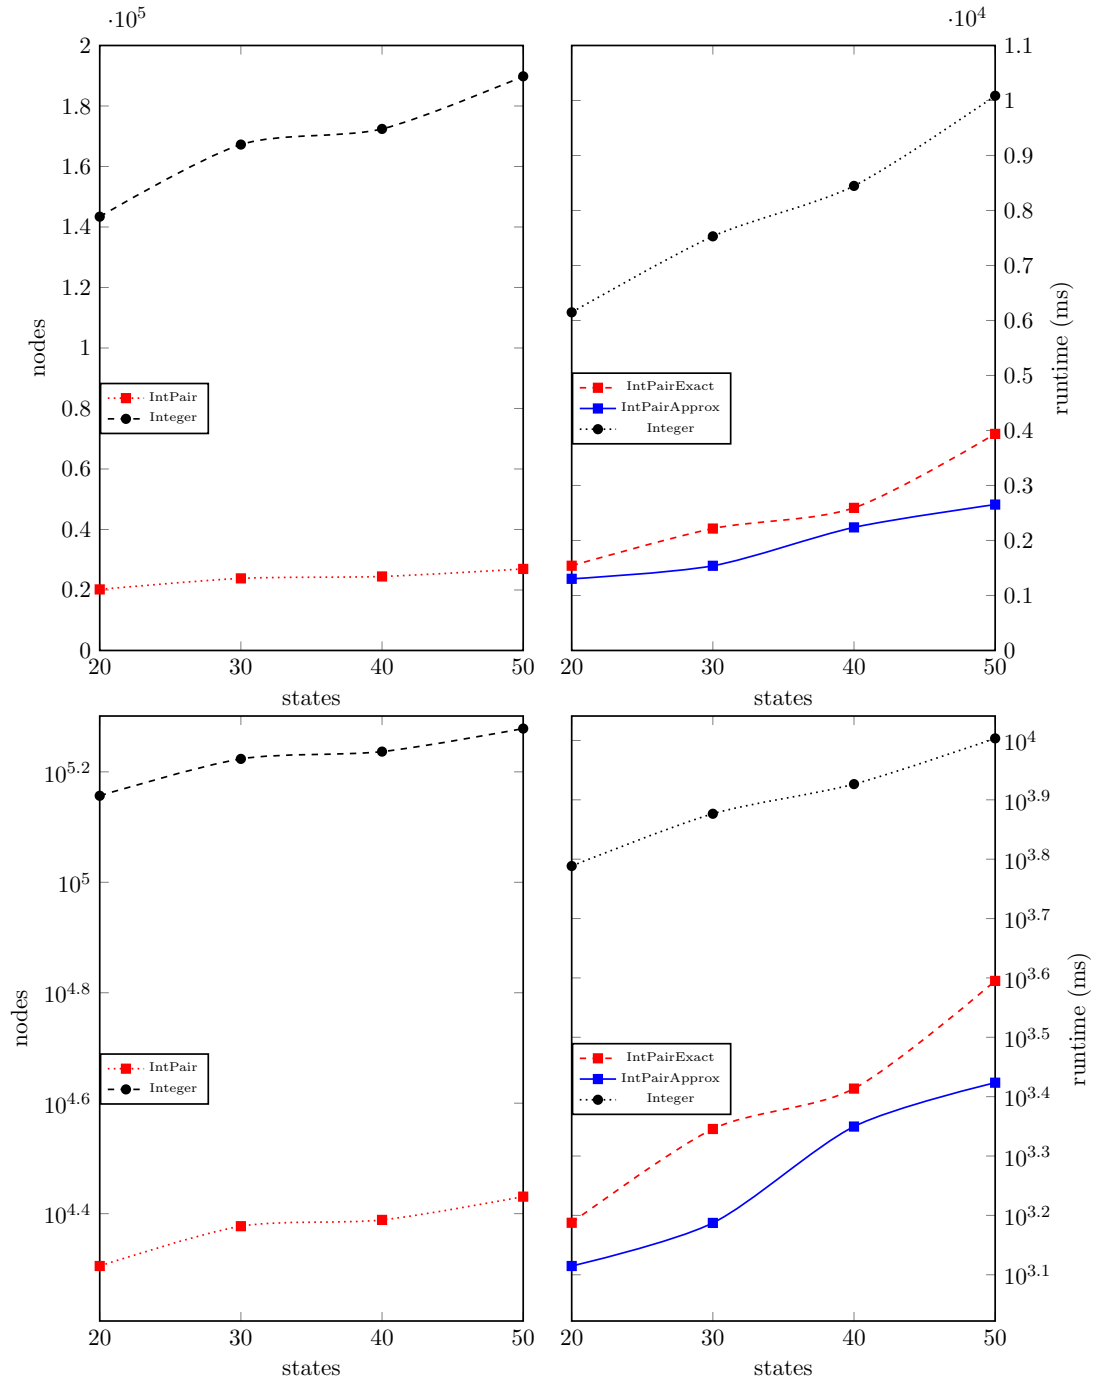 ·10^5
2
1.8
1.6
1.4
1.2
1
0.8
0.6
0.4
0.2
0
nodes
IntPair
Integer
20 30 40 50
states
·10^4
1.1
1
0.9
0.8
0.7
0.6
0.5
0.4
0.3
0.2
0.1
0
runtime (ms)
IntPairExact
IntPairApprox
Integer
20 30 40 50
states
10^5.2
10^5
10^4.8
10^4.6
10^4.4
nodes
IntPair
Integer
20 30 40 50
states
10^4
10^3.9
10^3.8
10^3.7
10^3.6
10^3.5
10^3.4
10^3.3
10^3.2
10^3.1
runtime (ms)
IntPairExact
IntPairApprox
Integer
20 30 40 50
states